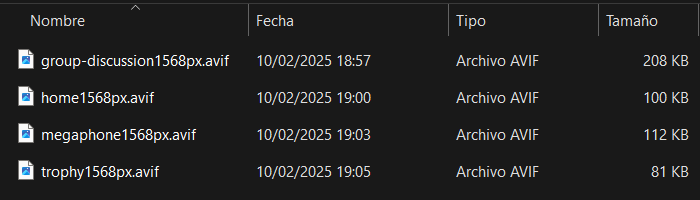 Nombre Fecha Tipo Tamaño
group-discussion1568px.avif 10/02/2025 18:57 Archivo AVIF 208 KB
home1568px.avif 10/02/2025 19:00 Archivo AVIF 100 KB
megaphone1568px.avif 10/02/2025 19:03 Archivo AVIF 112 KB
trophy1568px.avif 10/02/2025 19:05 Archivo AVIF 81 KB